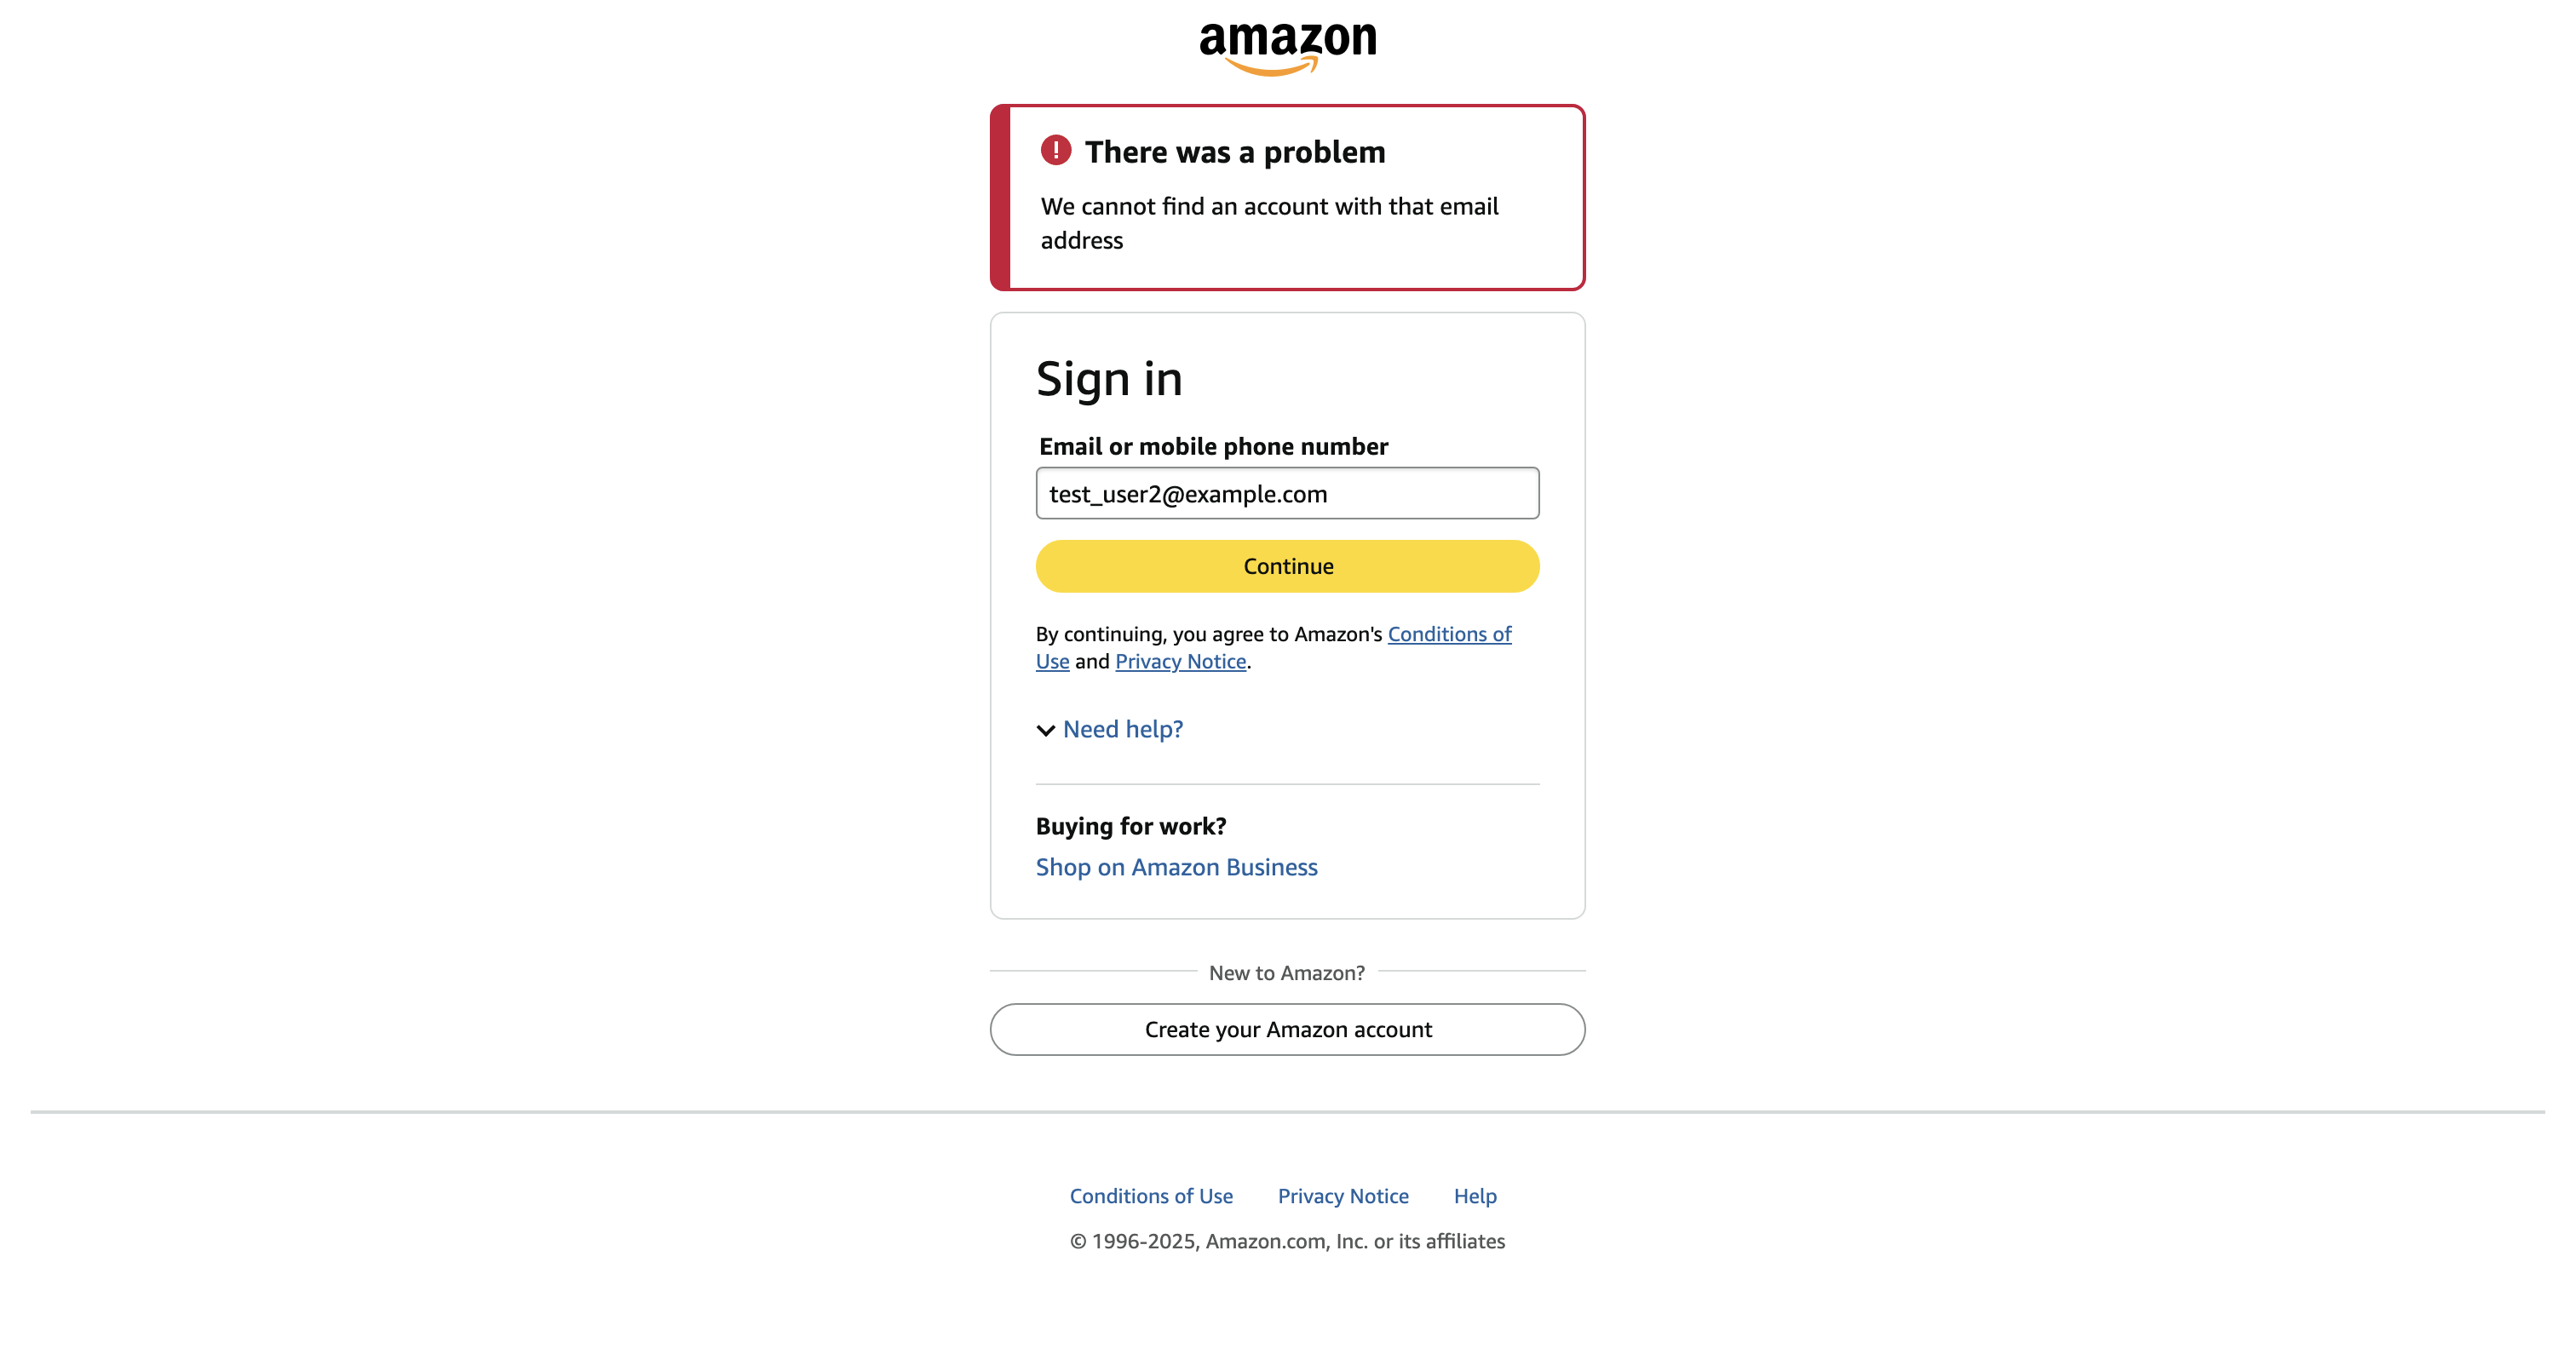 amazon
There was a problem
We cannot find an account with that email
address
Sign in
Email or mobile phone number
test_user2@example.com
Continue
By continuing, you agree to Amazon's Conditions of
Use and Privacy Notice.
Need help?
Buying for work?
Shop on Amazon Business
New to Amazon?
Create your Amazon account
Conditions of Use Privacy Notice Help
© 1996-2025, Amazon.com, Inc. or its affiliates